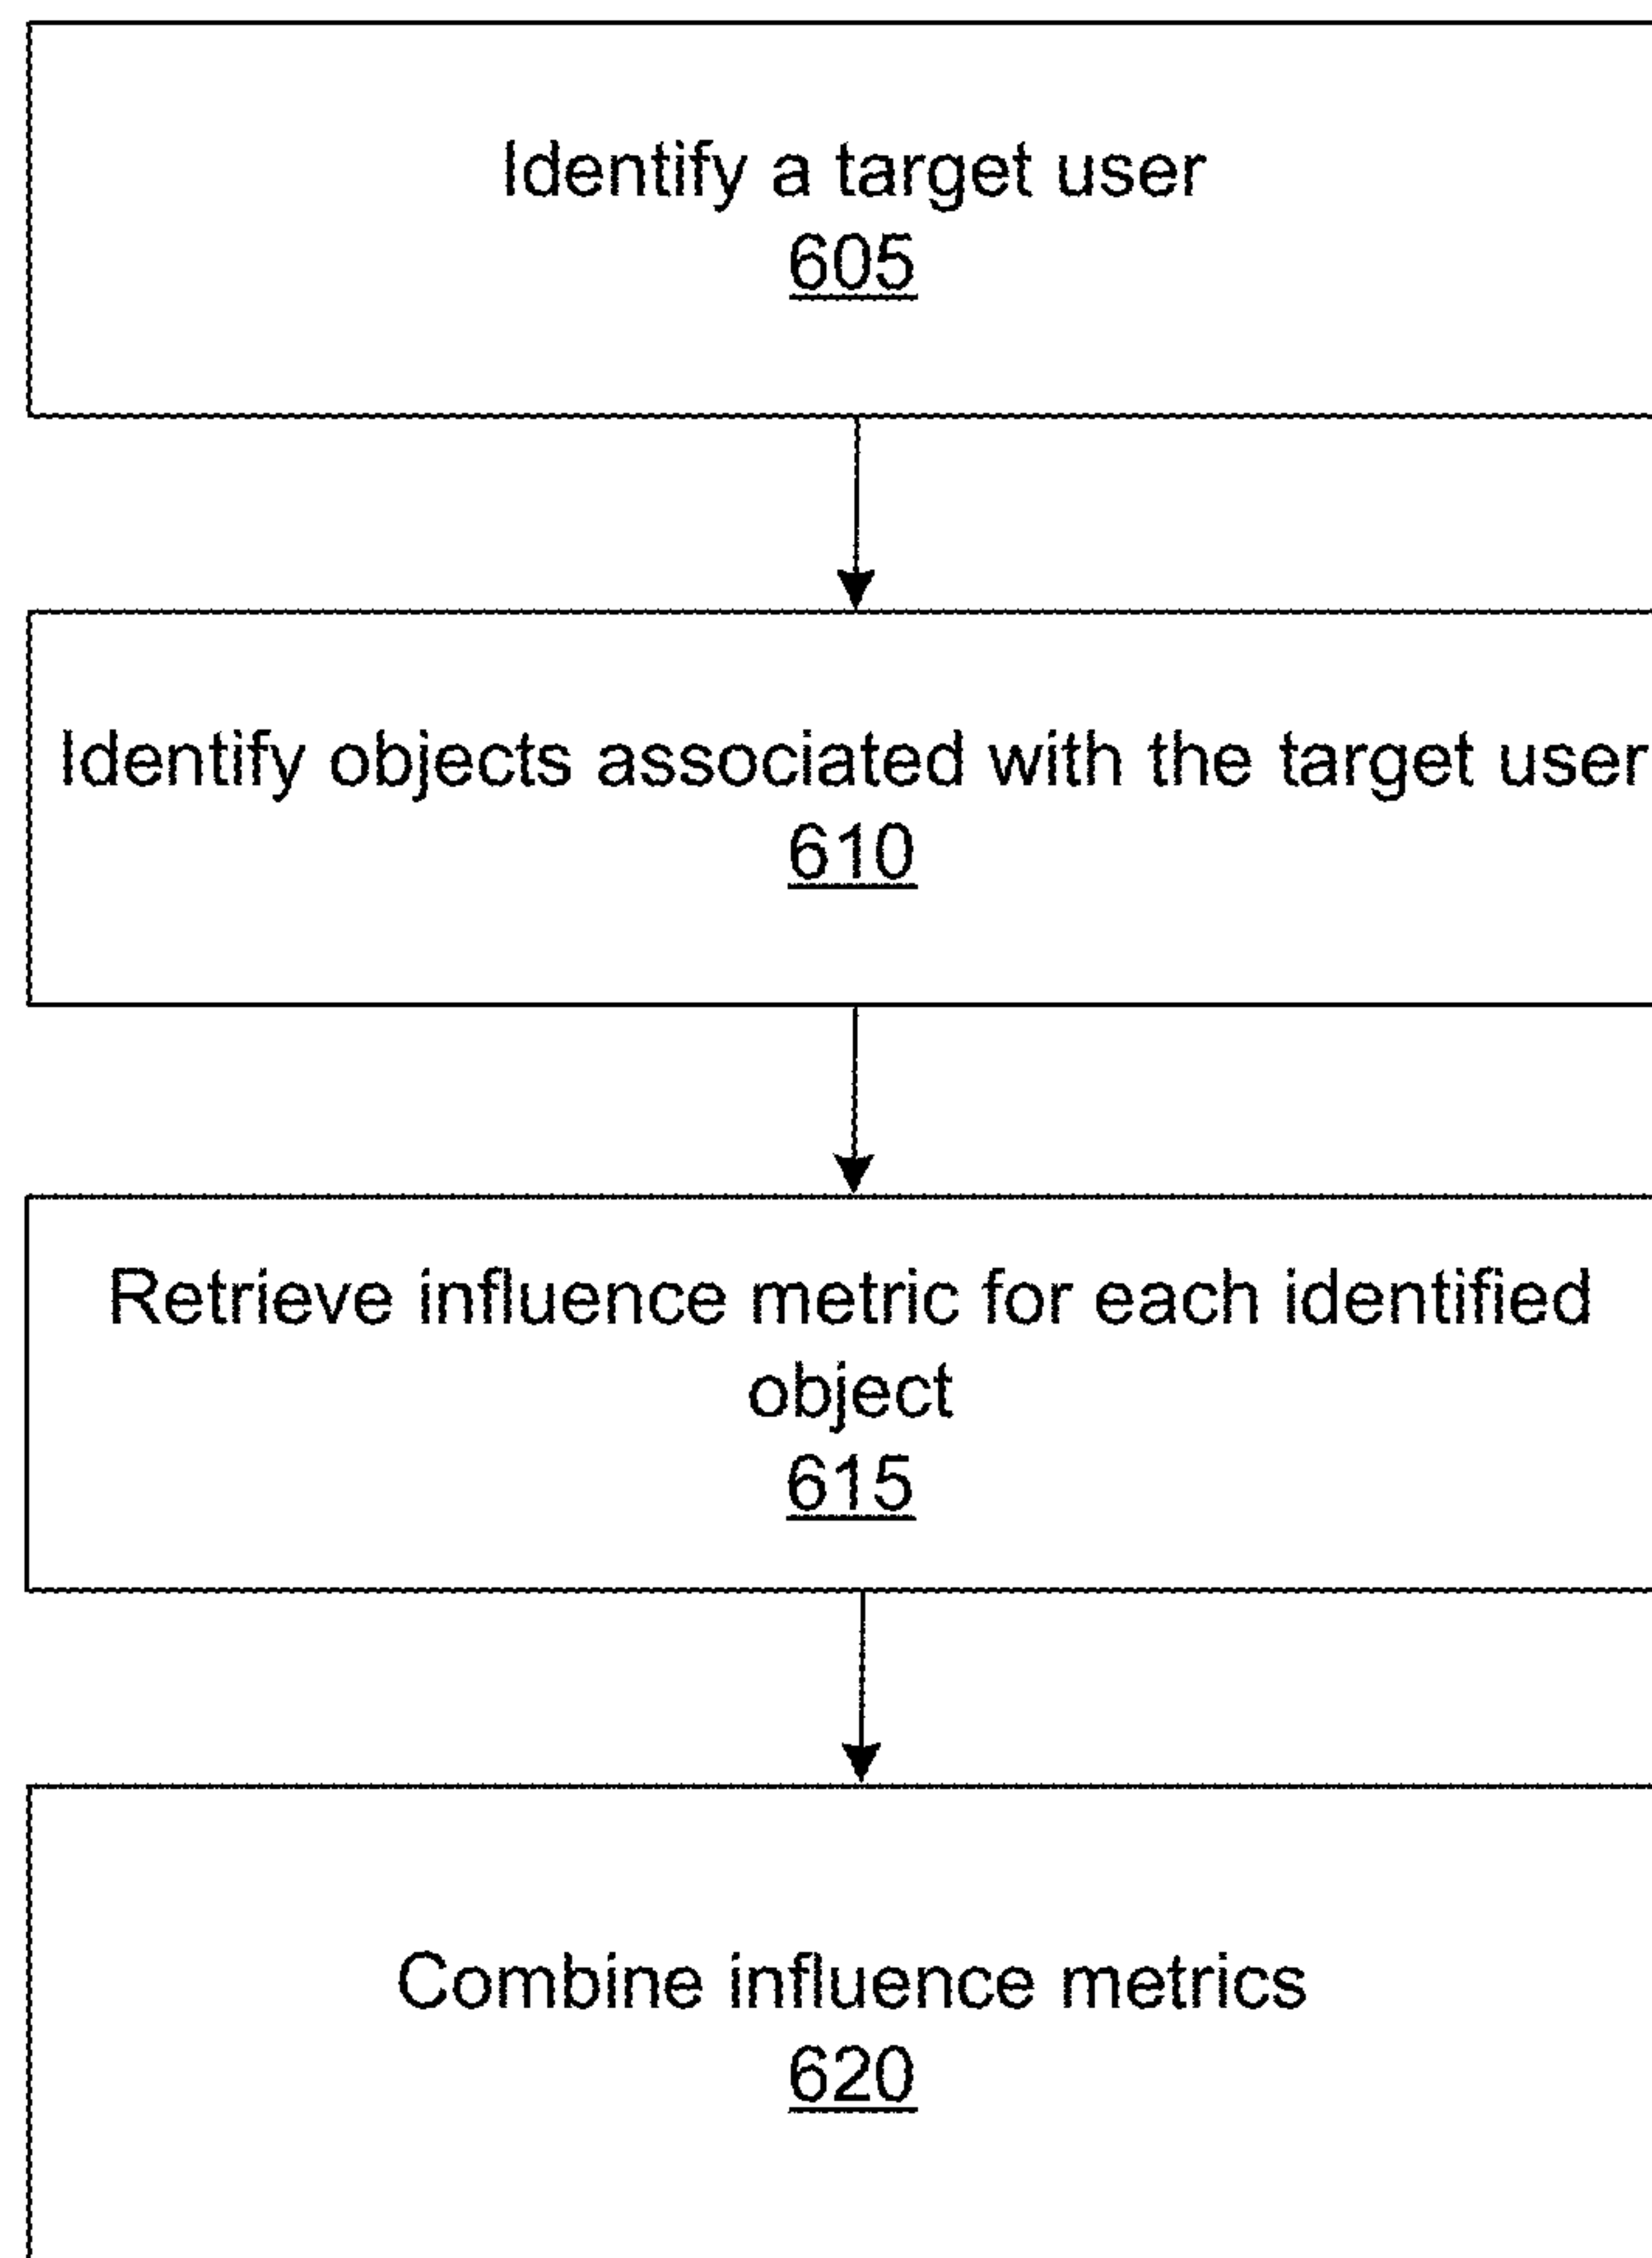 Identify a target user
605
Identify objects associated with the target user
610
Retrieve influence metric for each identified
object
615
Combine influence metrics
620